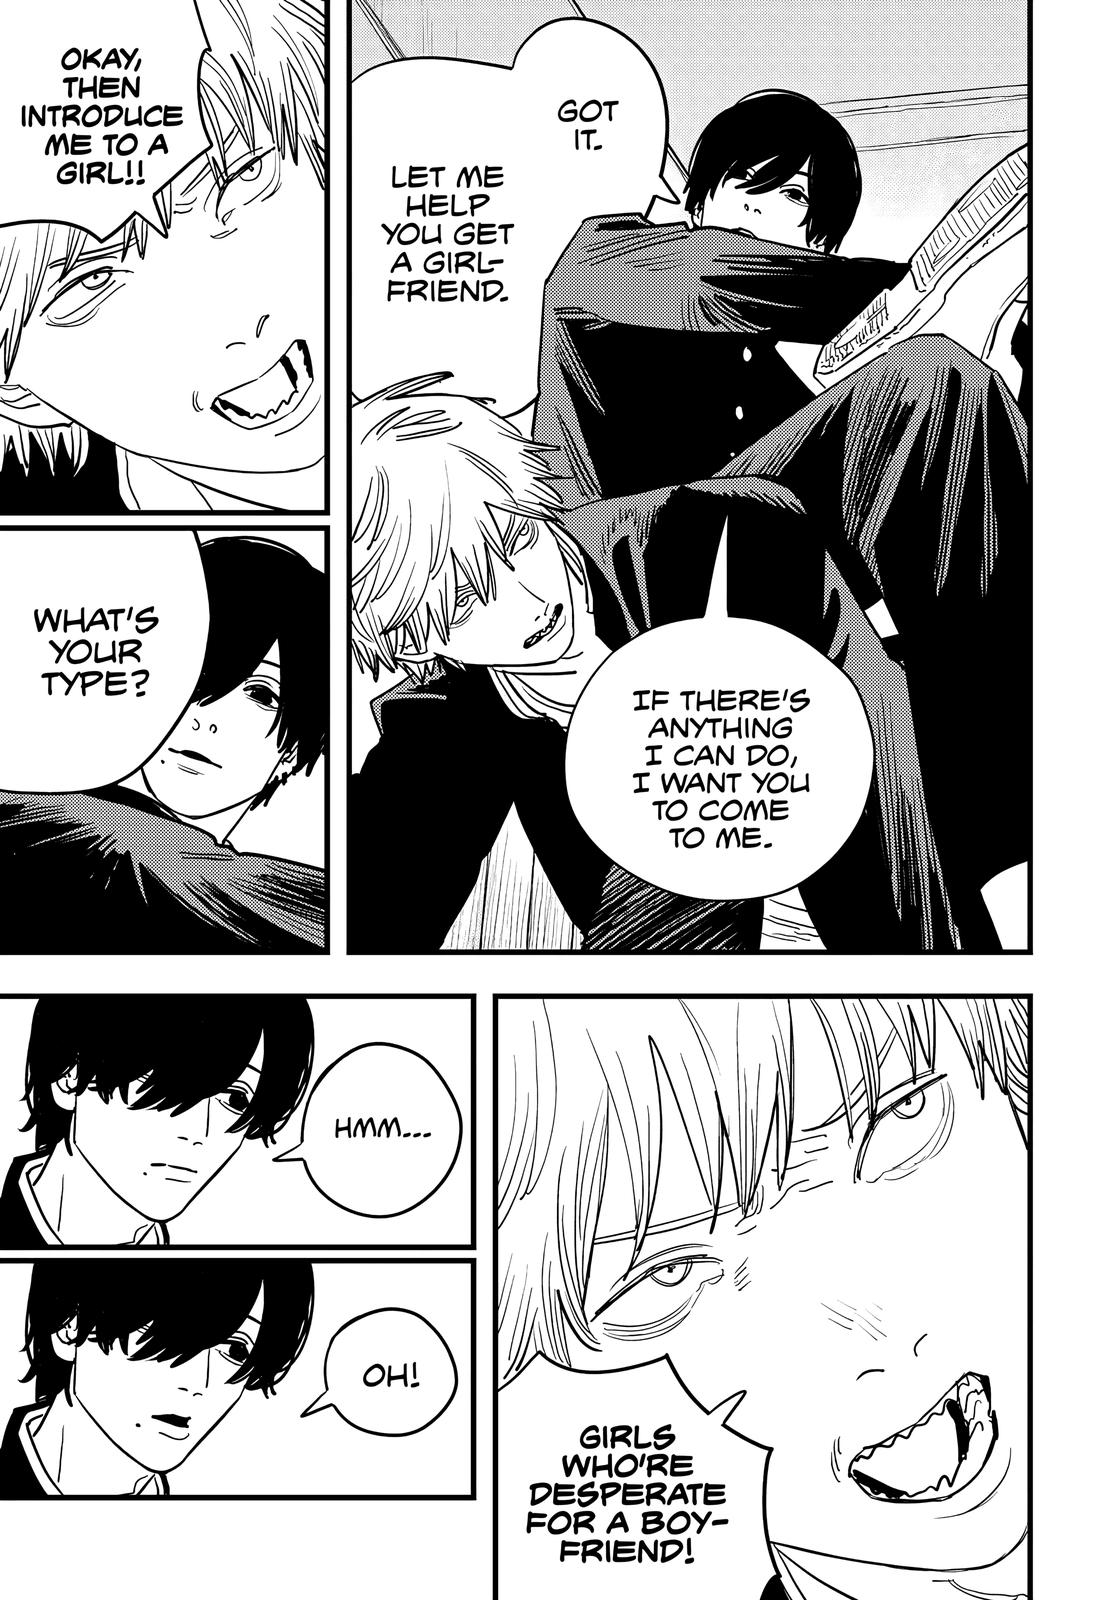 GOT
IT.
LET ME
HELP
YOU GET
A GIRL-
FRIEND.
IF THERE'S
ANYTHING
I CAN DO,
I WANT YOU
TO COME
TO ME.
OKAY,
THEN
INTRODUCE
ME TO A
GIRL!!
WHAT'S
YOUR
TYPE?
GIRLS
WHO'RE
DESPERATE
FOR A BOY-
FRIEND!
HMM...
OH!